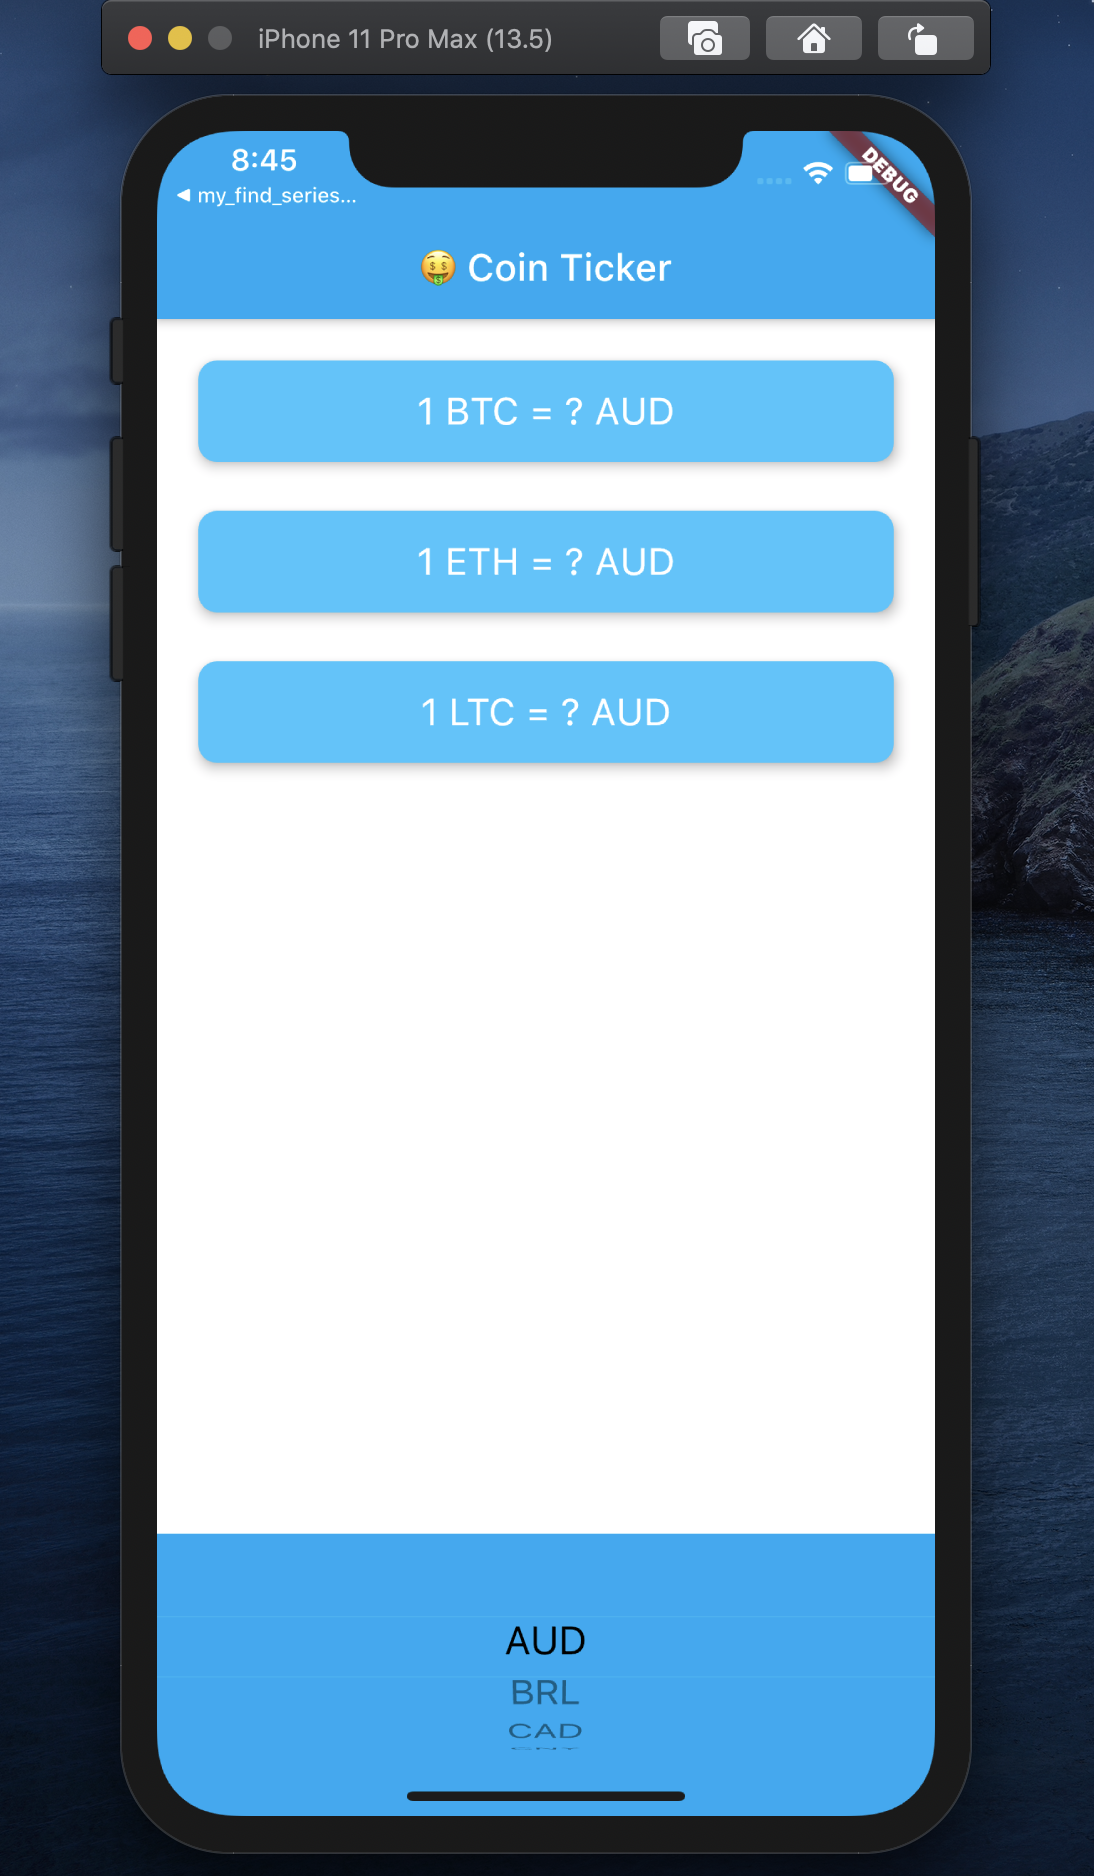 iPhone 11 Pro Max (13.5)
8:45
my_find_series...
DEBUG
Coin Ticker
1 BTC = ? AUD
1 ETH = ? AUD
1 LTC = ? AUD
AUD
BRL
CAD